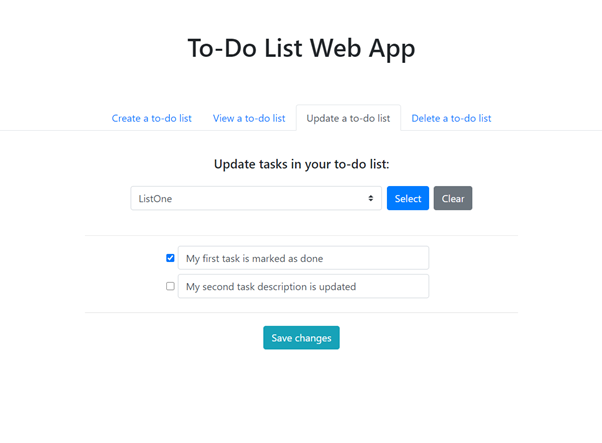 To-Do List Web App
Create a to-do list View a to-do list Update a to-do list Delete a to-do list
Update tasks in your to-do list:
ListOne Select Clear
My first task is marked as done
My second task description is updated
Save changes